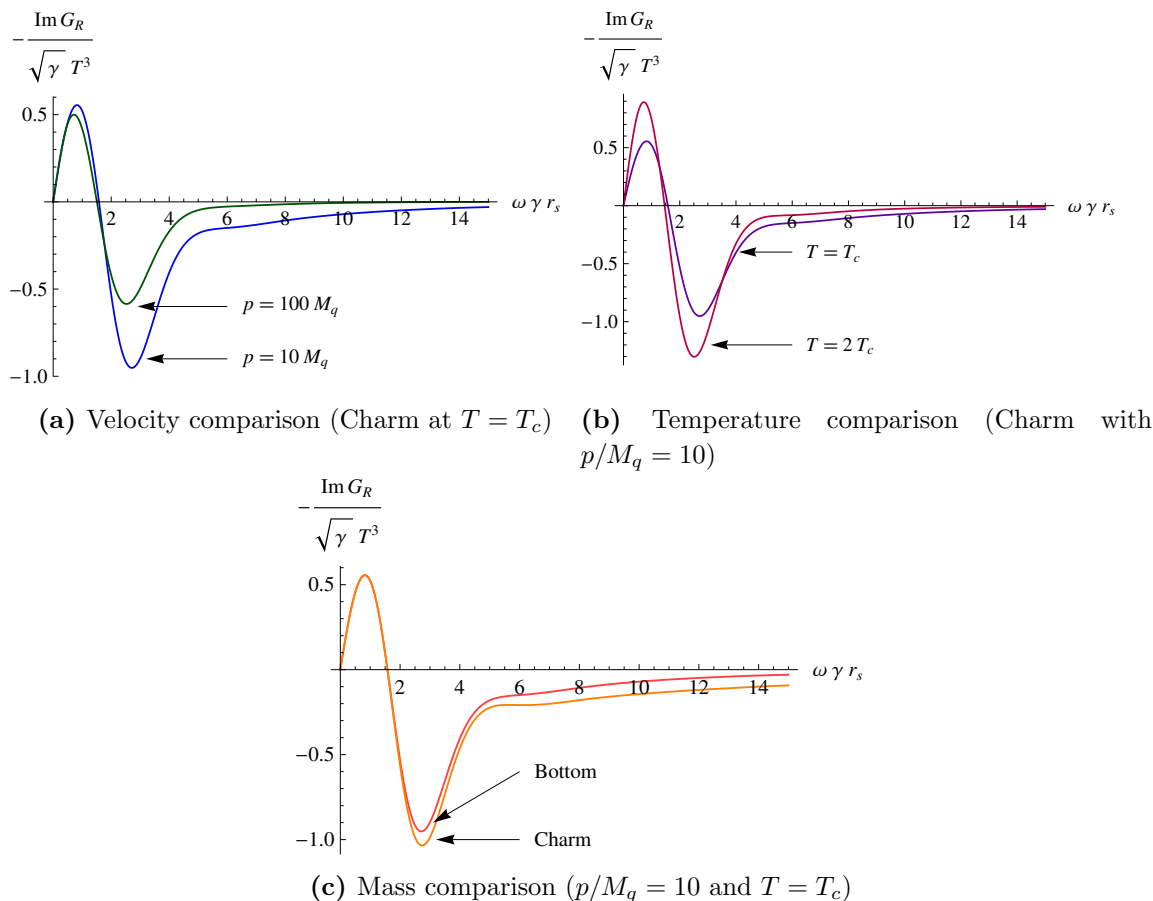 − Im G_R / √γ T³
0.5
−0.5
−1.0
2 4 6 8 10 12 14
ω γ r_s
p = 100 M_q
p = 10 M_q
(a) Velocity comparison (Charm at T = T_c)
− Im G_R / √γ T³
0.5
−0.5
−1.0
2 4 6 8 10 12 14
ω γ r_s
T = T_c
T = 2 T_c
(b) Temperature comparison (Charm with
p/M_q = 10)
− Im G_R / √γ T³
0.5
−0.5
−1.0
2 4 6 8 10 12 14
ω γ r_s
Bottom
Charm
(c) Mass comparison (p/M_q = 10 and T = T_c)